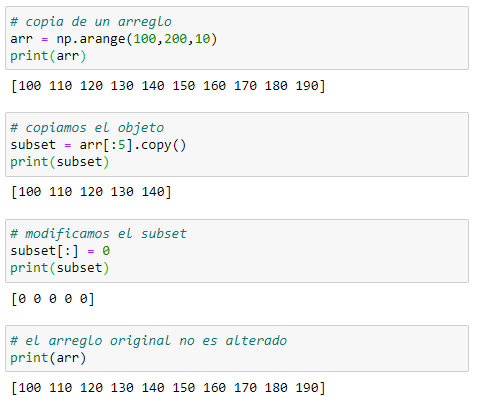 # copia de un arreglo
arr = np.arange(100,200,10)
print(arr)
[100 110 120 130 140 150 160 170 180 190]
# copiamos el objeto
subset = arr[:5].copy()
print(subset)
[100 110 120 130 140]
# modificamos el subset
subset[:] = 0
print(subset)
[0 0 0 0 0]
# el arreglo original no es alterado
print(arr)
[100 110 120 130 140 150 160 170 180 190]